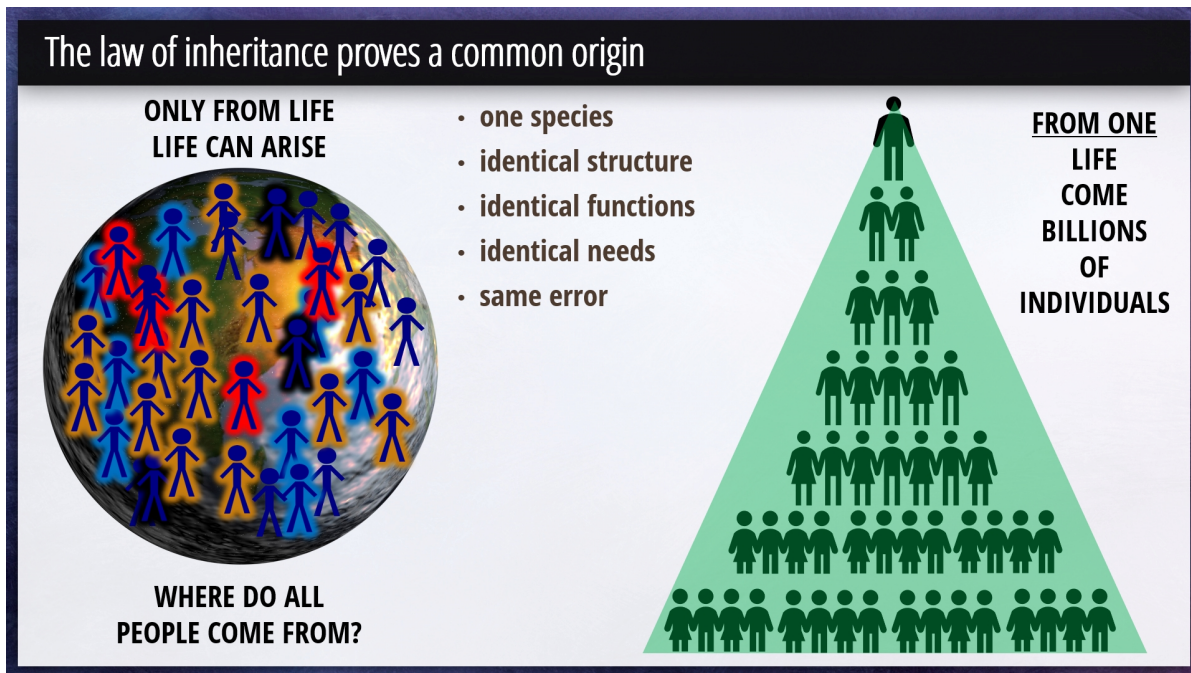 The law of inheritance proves a common origin
ONLY FROM LIFE
LIFE CAN ARISE
WHERE DO ALL
PEOPLE COME FROM?
• one species
• identical structure
• identical functions
• identical needs
• same error
FROM ONE
LIFE
COME
BILLIONS
OF
INDIVIDUALS